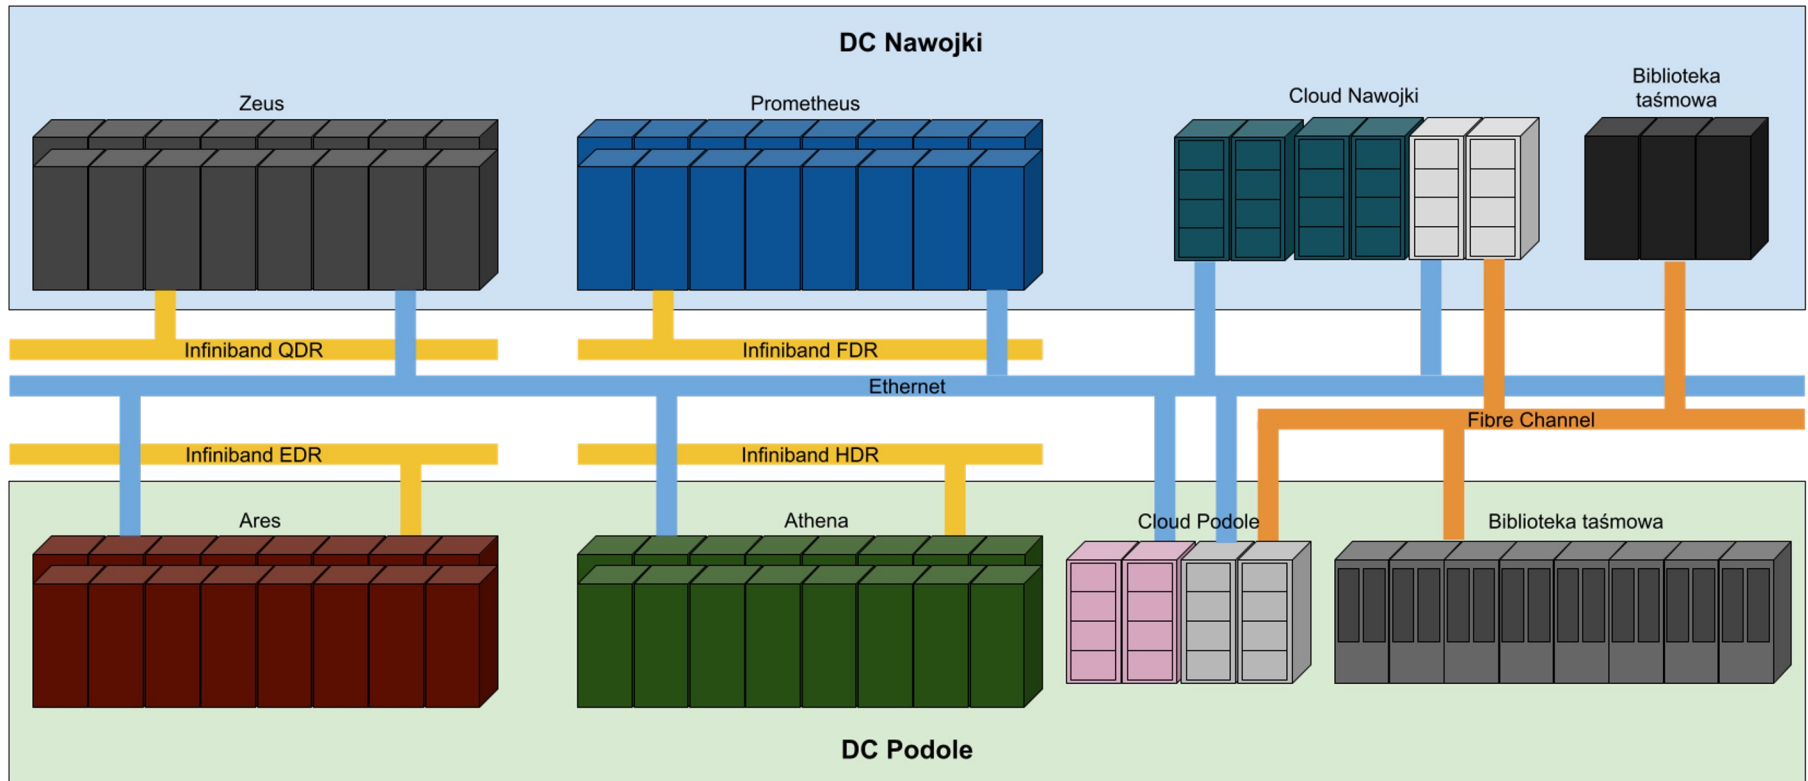 DC Nawojki
Zeus
Prometheus
Cloud Nawojki
Biblioteka
taśmowa
Infiniband QDR
Infiniband FDR
Ethernet
Fibre Channel
Infiniband EDR
Infiniband HDR
Ares
Athena
Cloud Podole
Biblioteka taśmowa
DC Podole